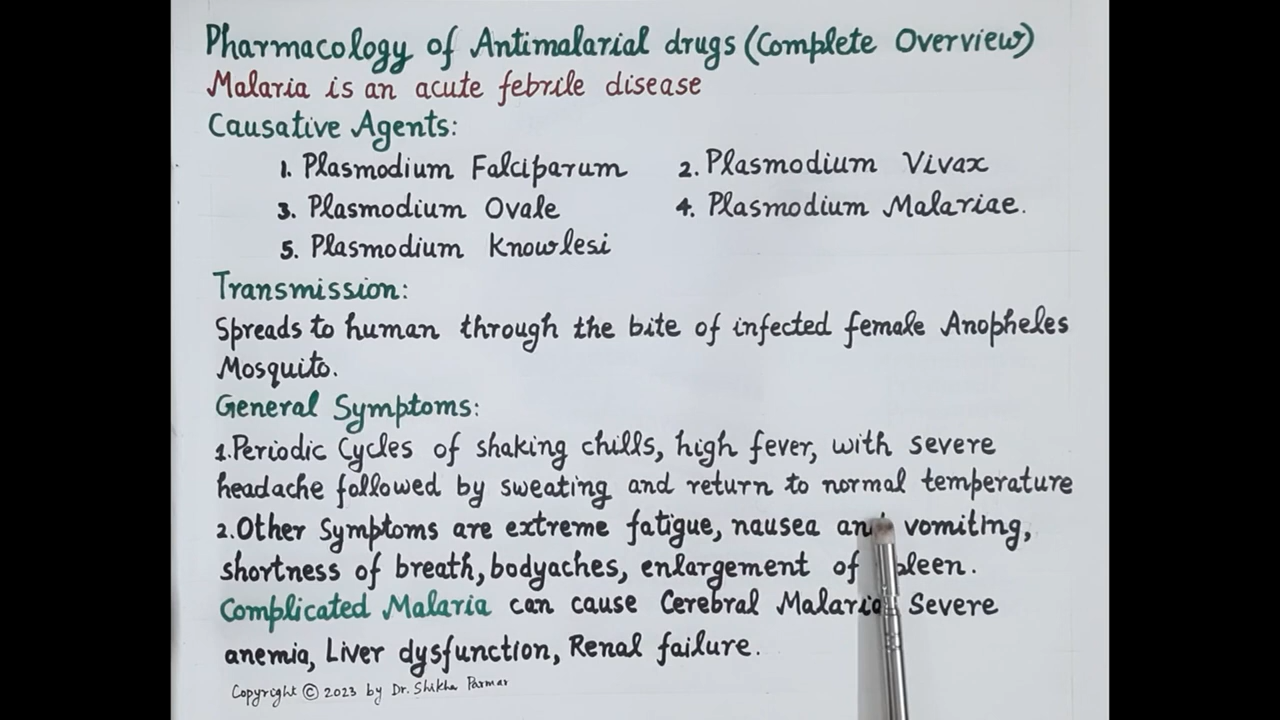 Pharmacology of Antimalarial drugs (Complete Overview)
Malaria is an acute febrile disease
Causative Agents:
1. Plasmodium Falciparum 2. Plasmodium Vivax
3. Plasmodium Ovale 4. Plasmodium Malariae.
5. Plasmodium Knowlesi
Transmission:
Spreads to human through the bite of infected female Anopheles
Mosquito.
General Symptoms:
1. Periodic Cycles of shaking chills, high fever, with severe
headache followed by sweating and return to normal temperature
2. Other Symptoms are extreme fatigue, nausea and vomiting,
shortness of breath, bodyaches, enlargement of
Complicated Malaria can cause Cerebral Malaria Severe
anemia, Liver dysfunction, Renal failure.
Copyright © 2023 by Dr. Shikha Parmar